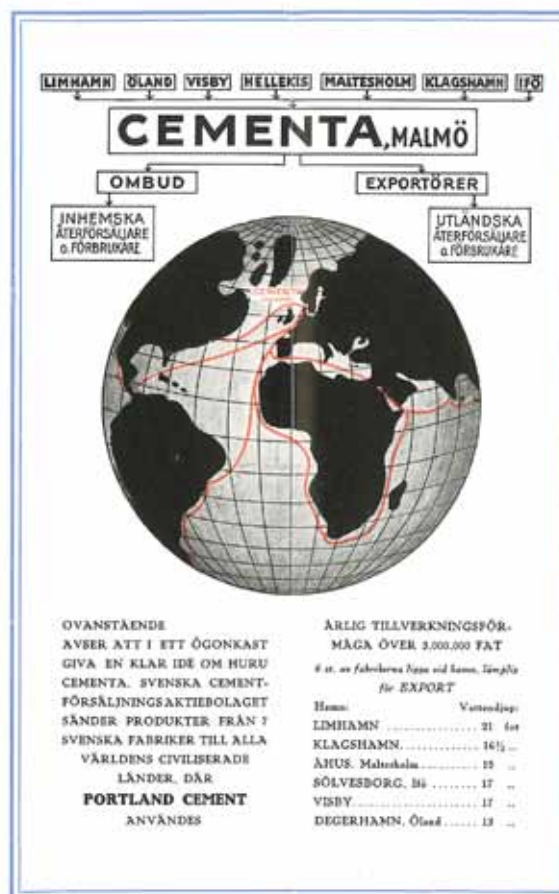 LIMHAMN ÖLAND VISBY HELLEKIS MALTESHOLM KLAGSHAMN IFÖ
CEMENTA, MALMÖ
OMBUD
EXPORTÖRER
INHEMSKA
ÅTERFÖRSÄLJARE
o. FÖRBRUKARE
UTLÄNDSKA
ÅTERFÖRSÄLJARE
o. FÖRBRUKARE
CEMENTA
OVANSTÅENDE
AVSER ATT I ETT ÖGONKAST
GIVA EN KLAR IDÉ OM HURU
CEMENTA, SVENSKA CEMENT-
FÖRSÄLJNINGSAKTIEBOLAGET
SÄNDER PRODUKTER FRÅN 7
SVENSKA FABRIKER TILL ALLA
VÄRLDENS CIVILISERADE
LÄNDER, DÄR
PORTLAND CEMENT
ANVÄNDES
ÅRLIG TILLVERKNINGSFÖR-
MÅGA ÖVER 3.000.000 FAT
6 st. av fabrikerna ligga vid hamn, lämplig
för EXPORT
Hamn: Vattendjup:
LIMHAMN ................ 21 fot
KLAGSHAMN. ............. 16½ ..
ÅHUS, Maltesholm ........ 19 ..
SÖLVESBORG, Ifö ........ 17 ..
VISBY .................... 17 ..
DEGERHAMN, Öland ...... 13 ..